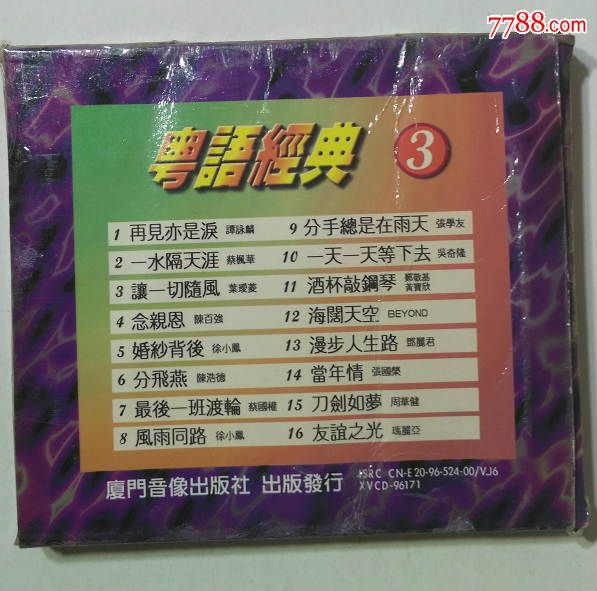 7788.com
粤語經典 3
1 再見亦是淚 譚詠麟
2 一水隔天涯 蔡楓華
3 讓一切隨風 葉璦菱
4 念親恩 陳百強
5 婚紗背後 徐小鳳
6 分飛燕 陳浩德
7 最後一班渡輪 蔡國權
8 風雨同路 徐小鳳
9 分手總是在雨天 張學友
10 一天一天等下去 吳奇隆
11 酒杯敲鋼琴 鄭敬基 黃寶欣
12 海闊天空 BEYOND
13 漫步人生路 鄧麗君
14 當年情 張國榮
15 刀劍如夢 周華健
16 友誼之光 瑪麗亞
廈門音像出版社 出版發行
ISRC CN-E20-96-524-00/V.J6
XVCD-96171